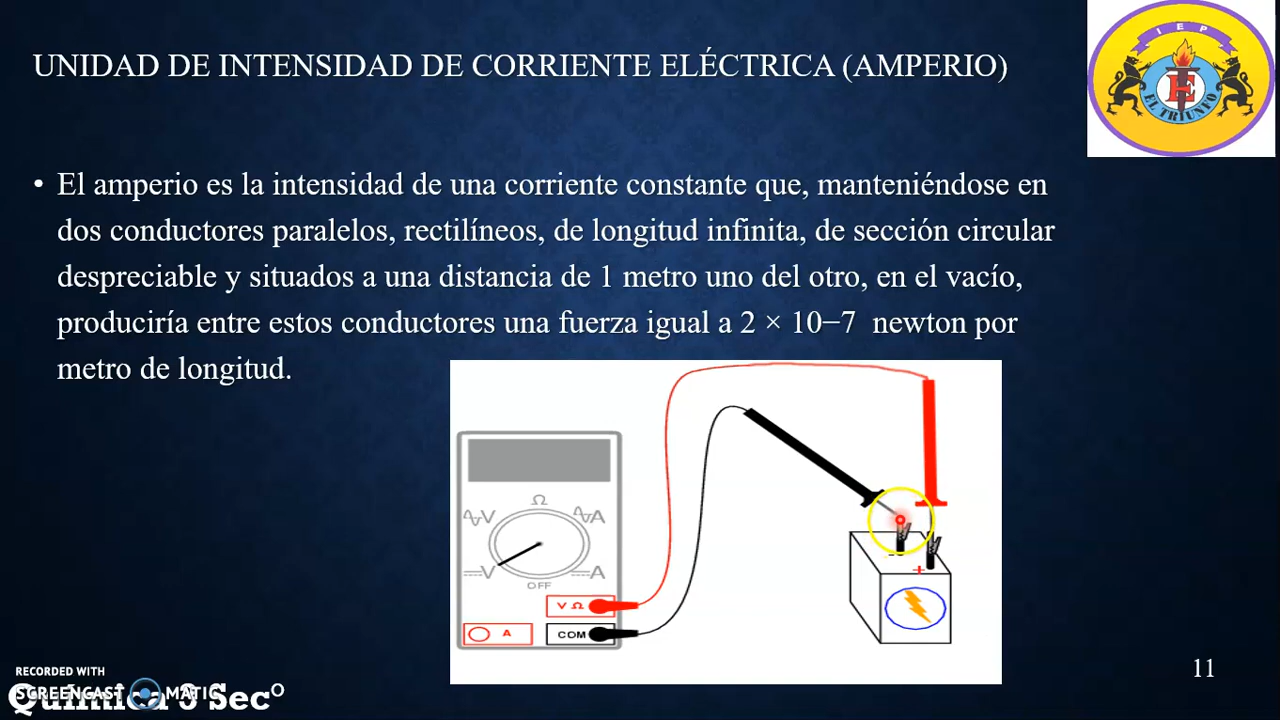 UNIDAD DE INTENSIDAD DE CORRIENTE ELÉCTRICA (AMPERIO)
I E P
E
EL TRIUNFO
• El amperio es la intensidad de una corriente constante que, manteniéndose en
dos conductores paralelos, rectilíneos, de longitud infinita, de sección circular
despreciable y situados a una distancia de 1 metro uno del otro, en el vacío,
produciría entre estos conductores una fuerza igual a 2 × 10−7 newton por
metro de longitud.
Ω
V A
V A
OFF
V Ω
A COM
- +
RECORDED WITH
SCREENCAST MATIC
Química 3 Secº
11